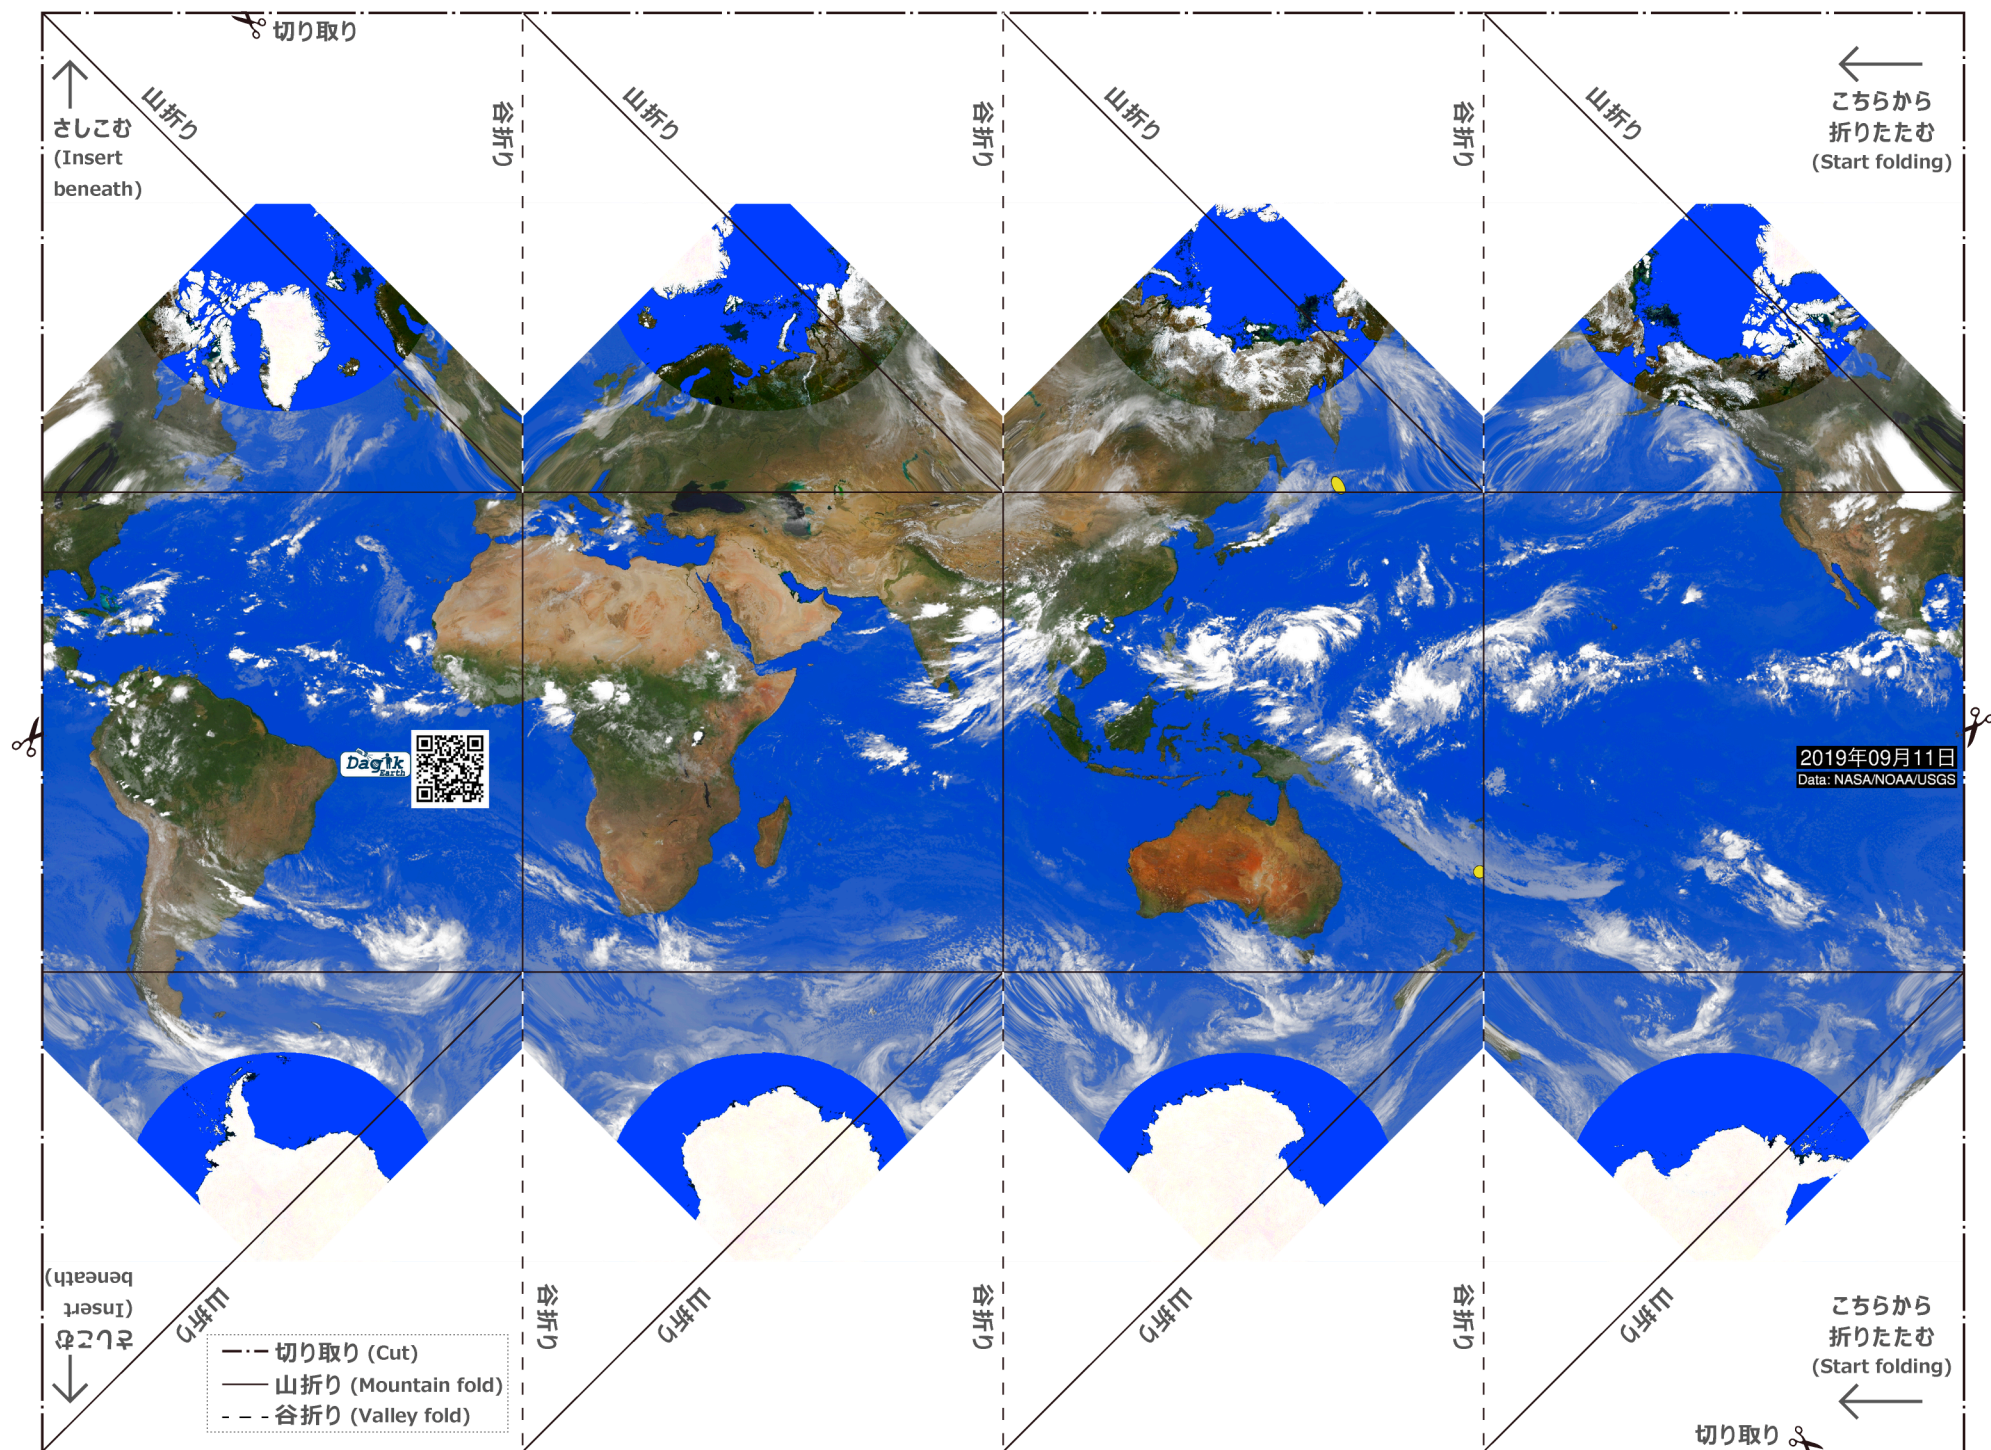 切り取り
さしこむ
(Insert
beneath)
山折り
谷折り
山折り
谷折り
山折り
谷折り
山折り
こちらから
折りたたむ
(Start folding)
Dagik
Earth
2019年09月11日
Data: NASA/NOAA/USGS
さしこむ
(Insert
beneath)
山折り
谷折り
山折り
谷折り
山折り
谷折り
山折り
こちらから
折りたたむ
(Start folding)
切り取り (Cut)
山折り (Mountain fold)
谷折り (Valley fold)
切り取り